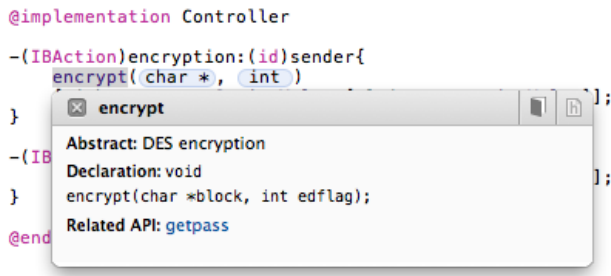 @implementation Controller
-(IBAction)encryption:(id)sender{
encrypt(char *, int)
];
encrypt
h
}
Abstract: DES encryption
-(IB
Declaration: void
];
}
encrypt(char *block, int edflag);
Related API: getpass
@end